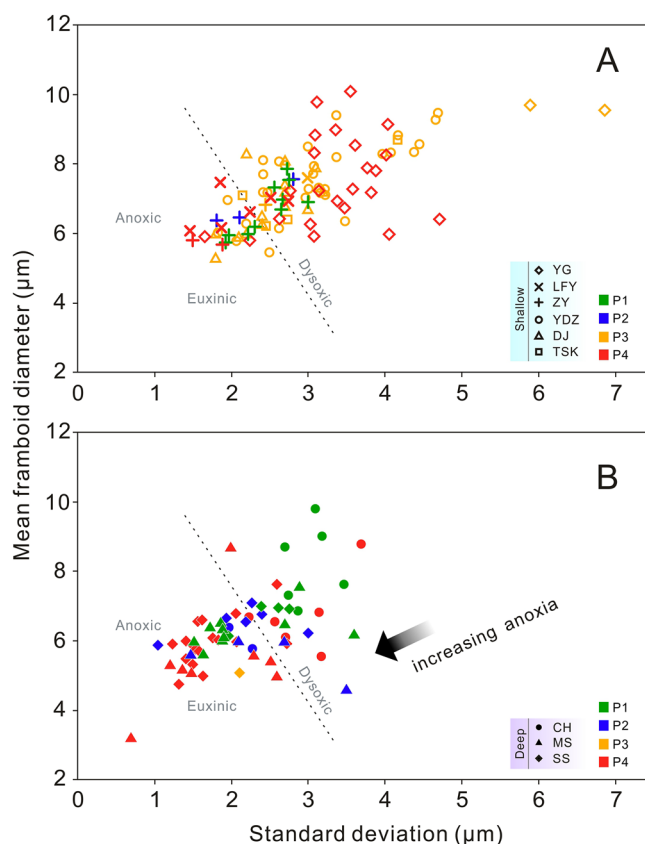 12
10
8
6
4
2
0
1
2
3
4
5
6
7
A
Anoxic
Euxinic
Dysoxic
Shallow
YG
LFY
ZY
YDZ
DJ
TSK
P1
P2
P3
P4
Mean framboid diameter (µm)
12
10
8
6
4
2
0
1
2
3
4
5
6
7
B
Anoxic
Euxinic
Dysoxic
increasing anoxia
Deep
CH
MS
SS
P1
P2
P3
P4
Standard deviation (µm)